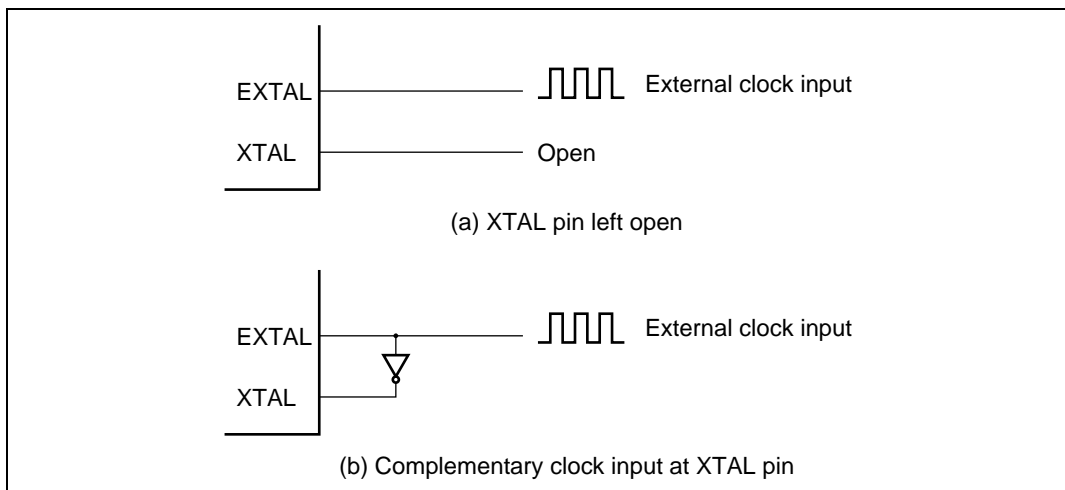 EXTAL
External clock input
XTAL
Open
(a) XTAL pin left open
EXTAL
External clock input
XTAL
(b) Complementary clock input at XTAL pin